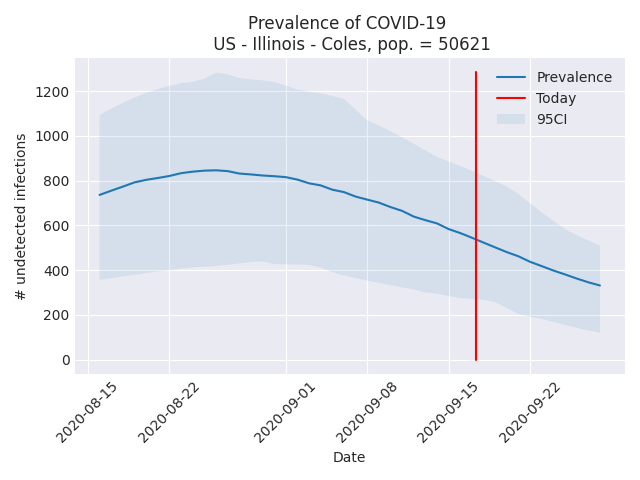 Prevalence of COVID-19
US - Illinois - Coles, pop. = 50621
Prevalence
Today
95CI
# undetected infections
1200
1000
800
600
400
200
0
2020-08-15
2020-08-22
2020-09-01
2020-09-08
2020-09-15
2020-09-22
Date